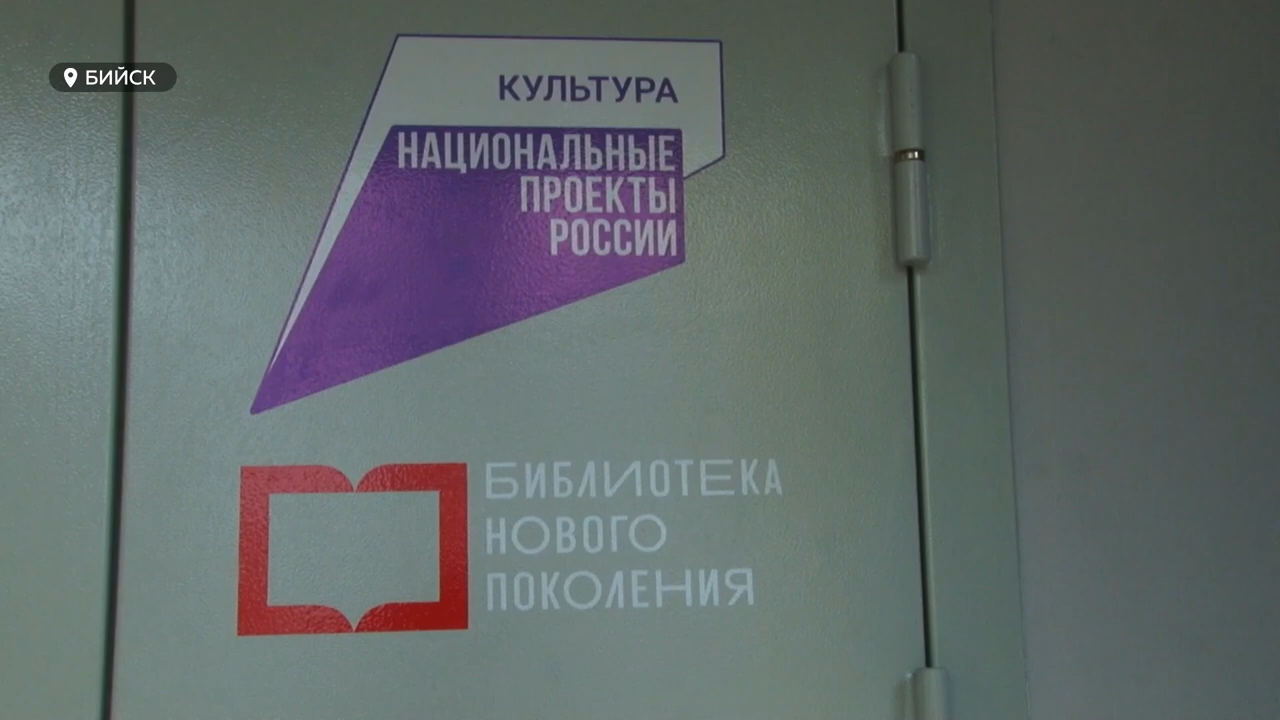 БИЙСК
КУЛЬТУРА
НАЦИОНАЛЬНЫЕ
ПРОЕКТЫ
РОССИИ
БИБЛИОТЕКА
НОВОГО
ПОКОЛЕНИЯ